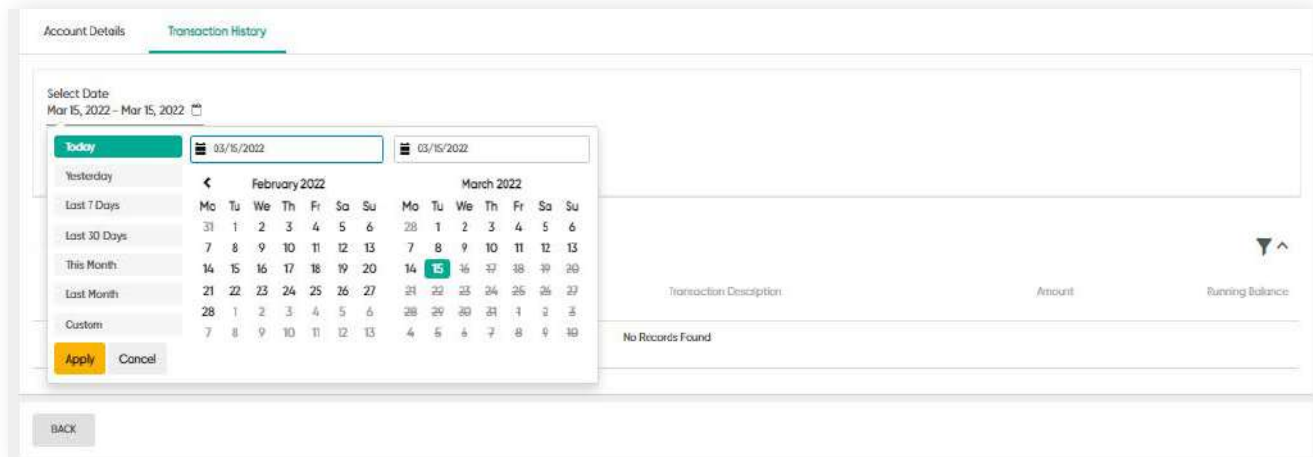 Account Details Transaction History
Select Date
Mar 15, 2022 - Mar 15, 2022
Today
Yesterday
Last 7 Days
Last 30 Days
This Month
Last Month
Custom
Apply Cancel
03/15/2022 03/15/2022
February 2022
Mo Tu We Th Fr Sa Su
31 1 2 3 4 5 6
7 8 9 10 11 12 13
14 15 16 17 18 19 20
21 22 23 24 25 26 27
28 1 2 3 4 5 6
7 8 9 10 11 12 13
March 2022
Mo Tu We Th Fr Sa Su
28 1 2 3 4 5 6
7 8 9 10 11 12 13
14 15 16 17 18 19 20
21 22 23 24 25 26 27
28 29 30 31 1 2 3
4 5 6 7 8 9 10
Transaction Description Amount Running Balance
No Records Found
BACK